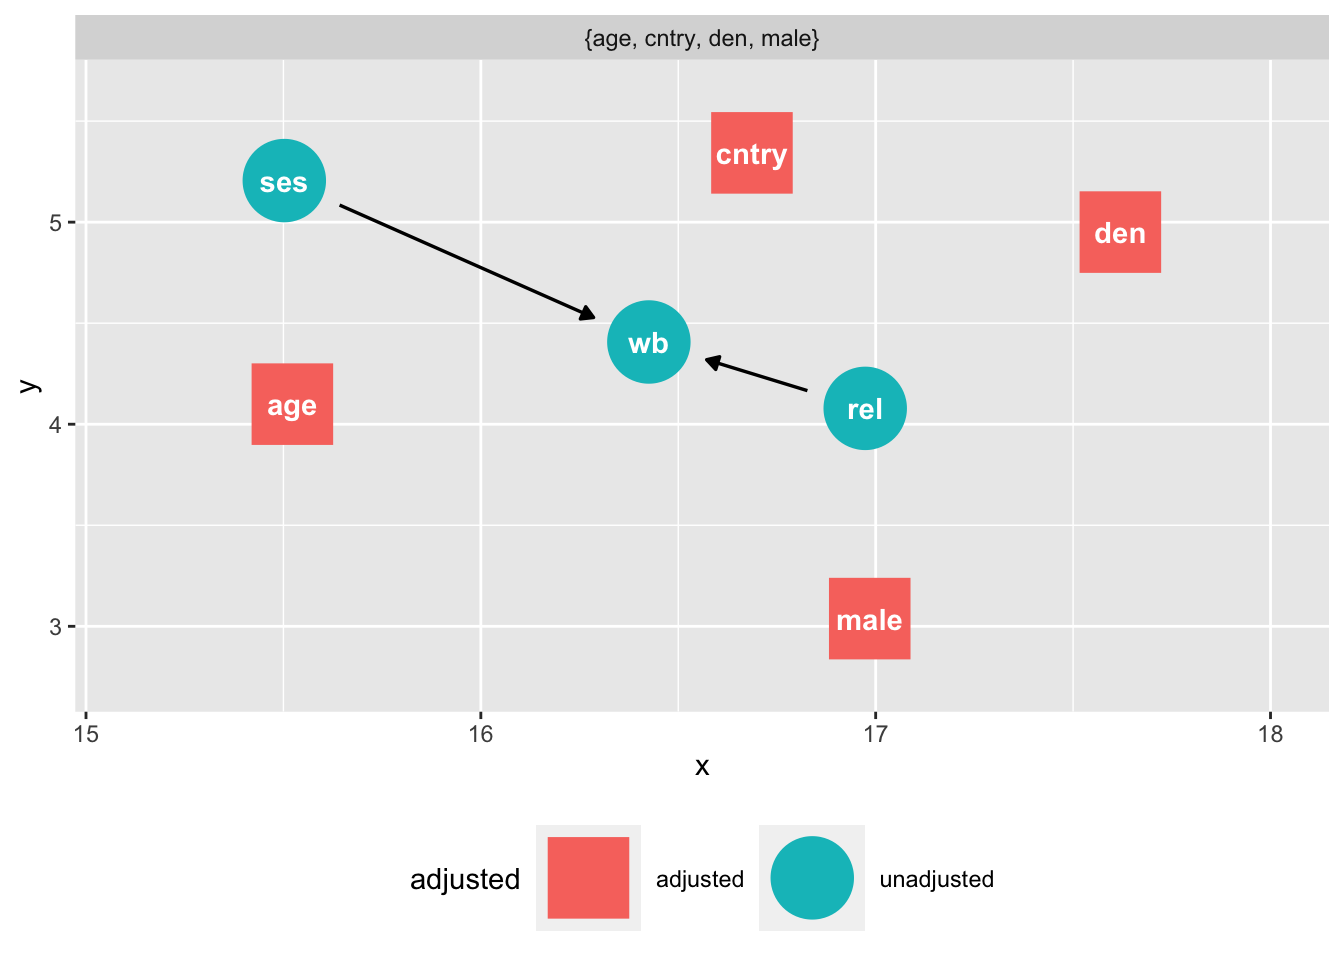 {age, cntry, den, male}
cntry
ses
den
5
wb
y
age
rel
4
male
3
15 16 17 18
x
adjusted adjusted unadjusted